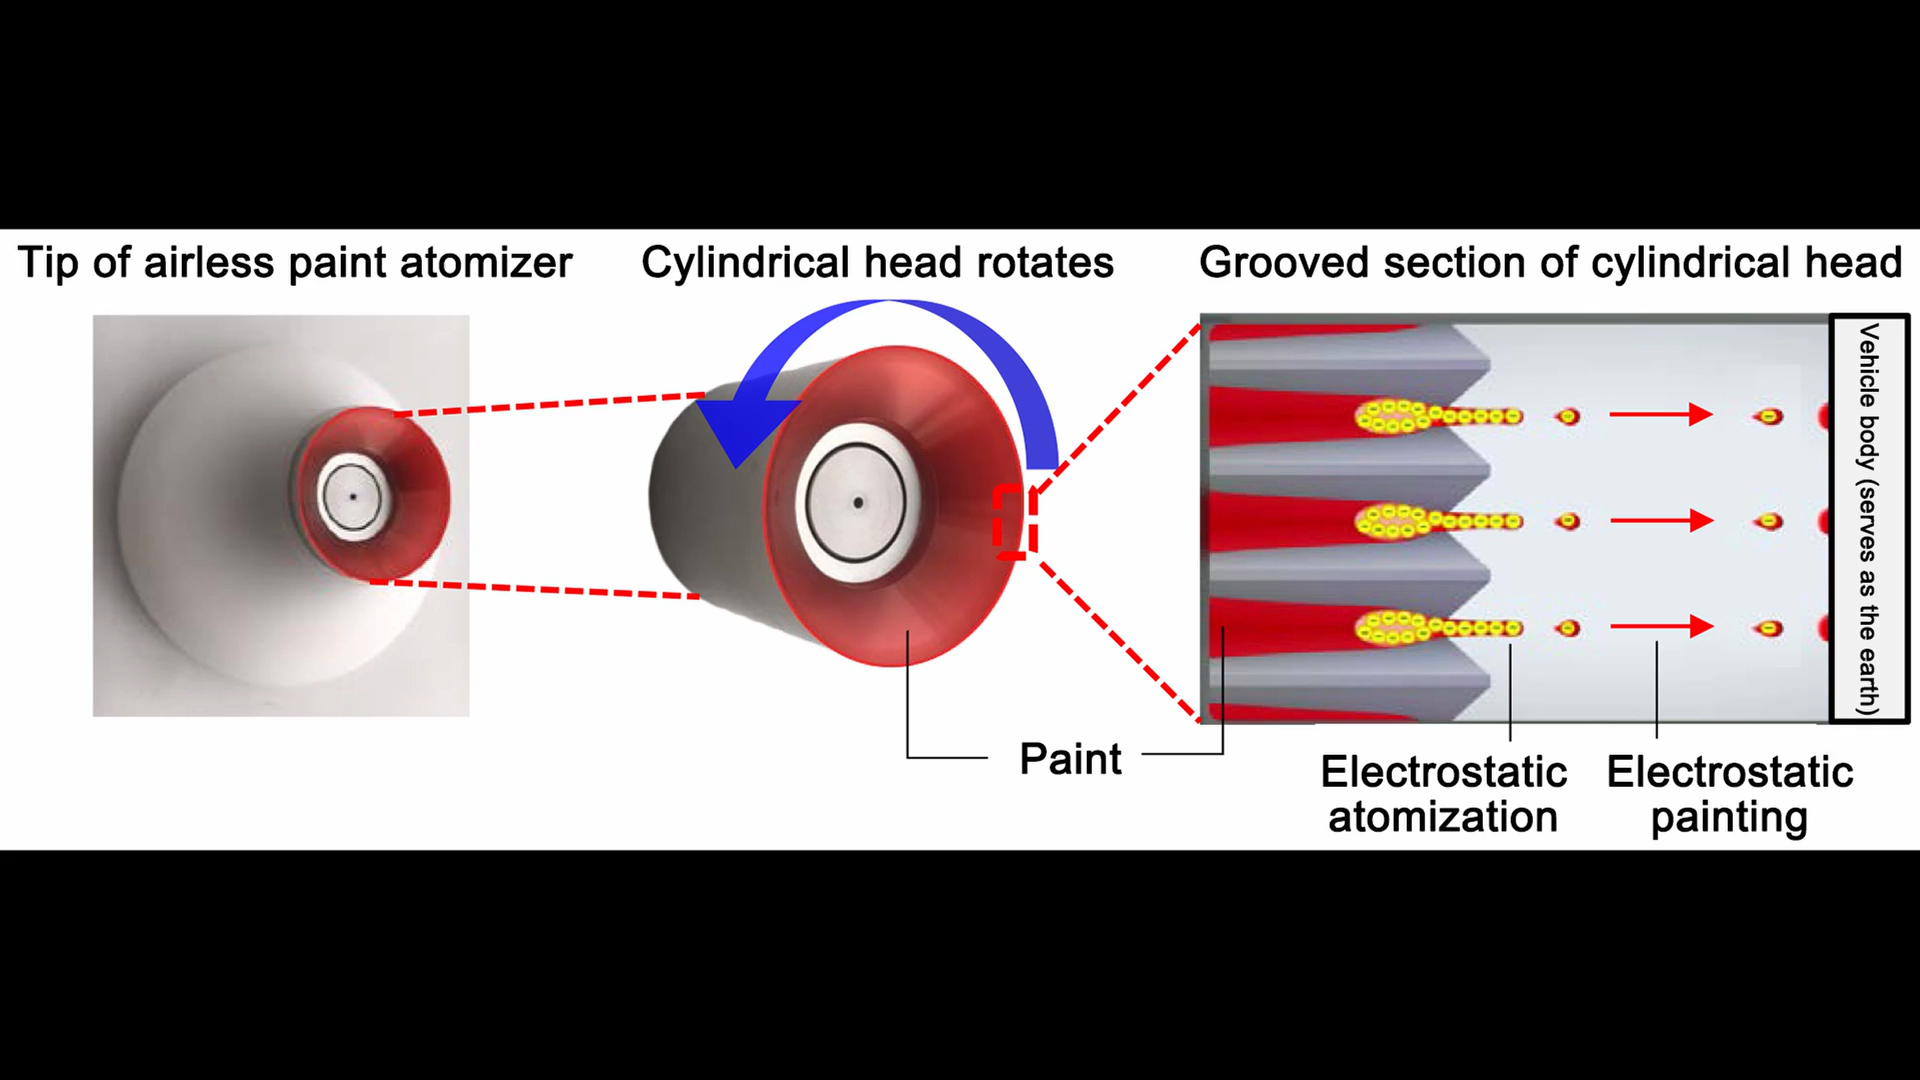 Tip of airless paint atomizer
Cylindrical head rotates
Grooved section of cylindrical head
Vehicle body (serves as the earth)
Paint
Electrostatic
atomization
Electrostatic
painting